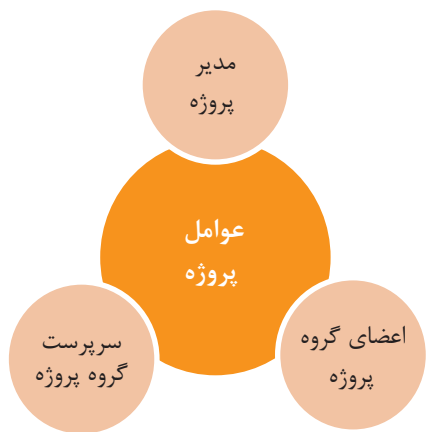 مدیر
پروژه
عوامل
پروژه
اعضای گروه
پروژه
سرپرست
گروه پروژه